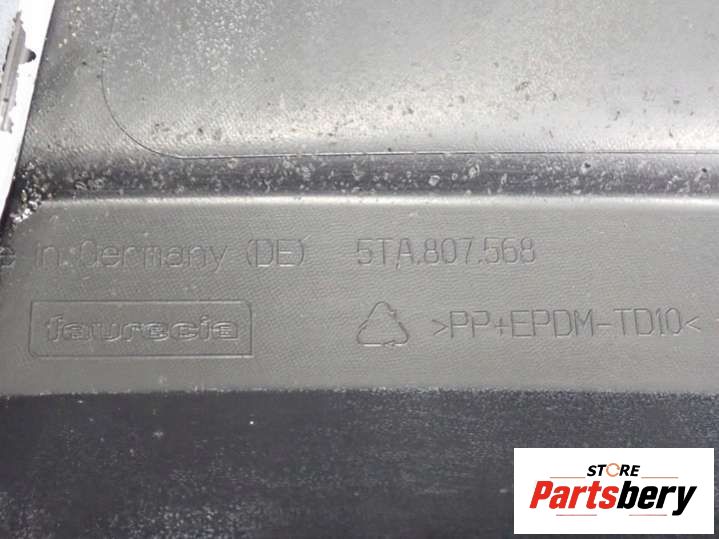 e in Germany (DE) 5TA.807.568
faurecia >PP+EPDM-TD10<
STORE
Partsbery